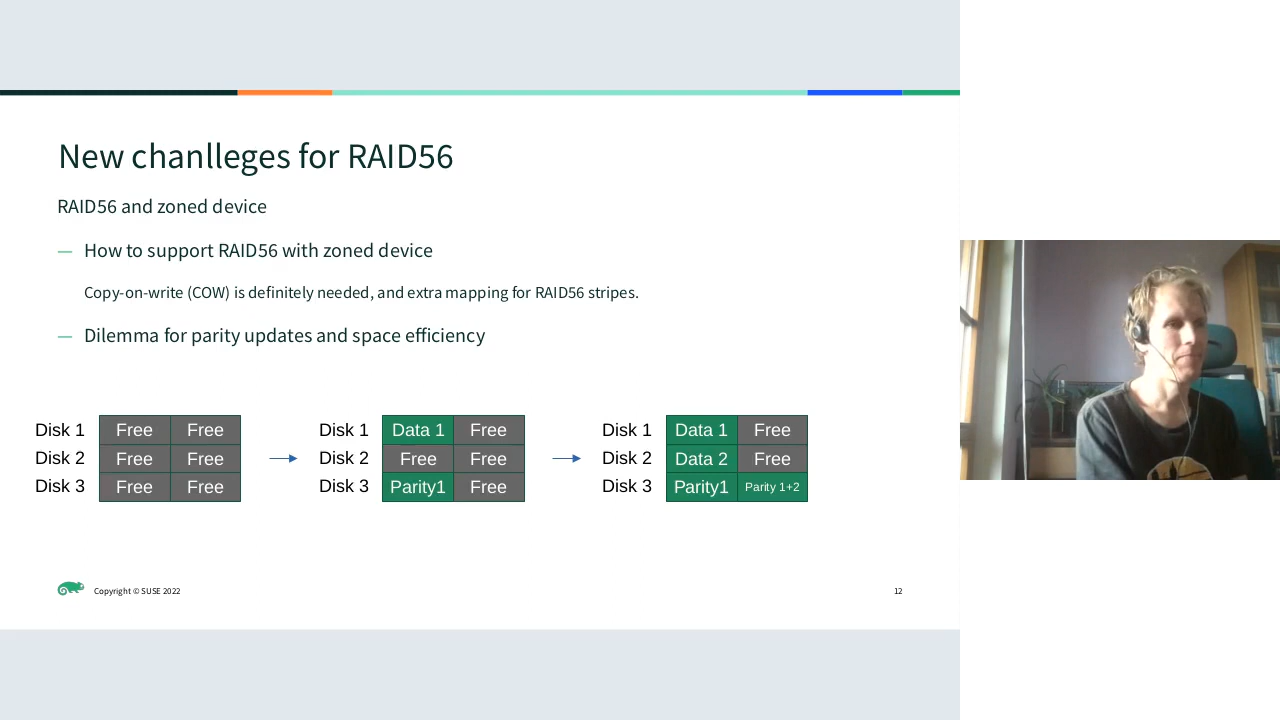 New chanlleges for RAID56
RAID56 and zoned device
— How to support RAID56 with zoned device
Copy-on-write (COW) is definitely needed, and extra mapping for RAID56 stripes.
— Dilemma for parity updates and space efficiency
Disk 1 Free Free Disk 1 Data 1 Free Disk 1 Data 1 Free
Disk 2 Free Free Disk 2 Free Free Disk 2 Data 2 Free
Disk 3 Free Free Disk 3 Parity1 Free Disk 3 Parity1 Parity 1+2
Copyright © SUSE 2022 12